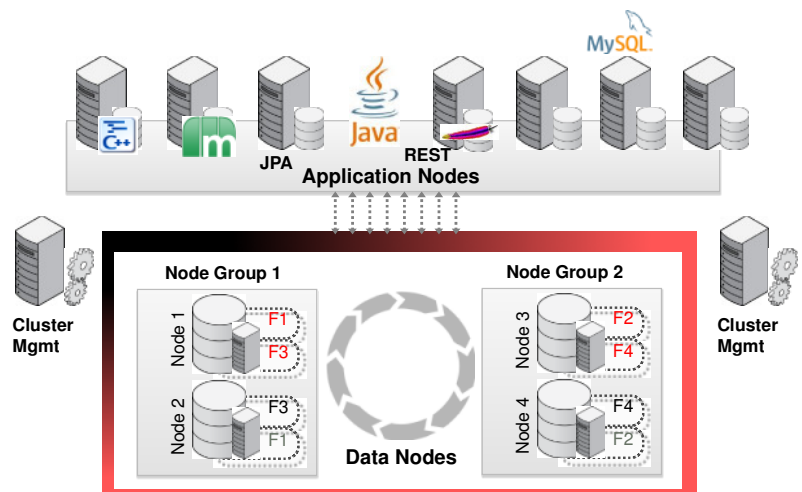 MySQL.
C++
m
Java
JPA
REST
Application Nodes
Cluster
Mgmt
Node Group 1
Node 1
F1
F3
Node 2
F3
F1
Data Nodes
Node Group 2
Node 3
F2
F4
Node 4
F4
F2
Cluster
Mgmt